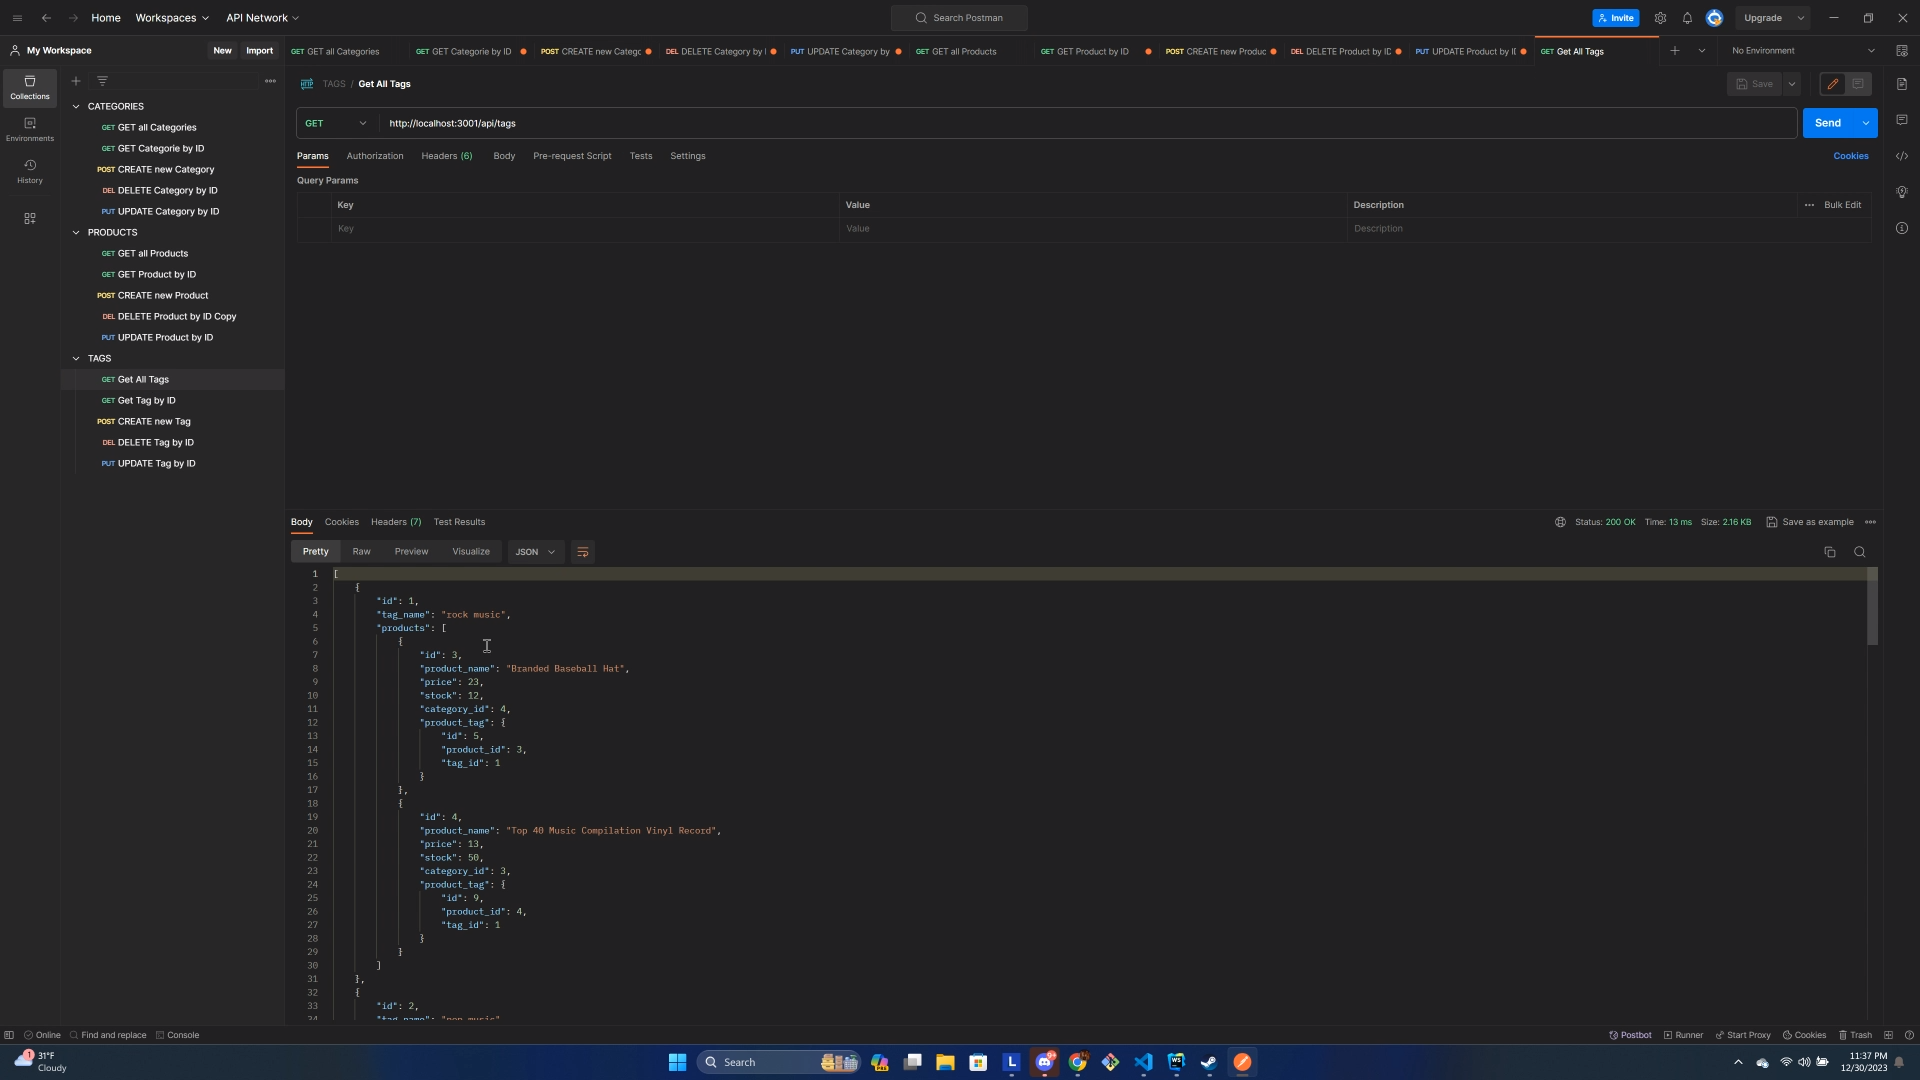 Home Workspaces API Network Search Postman Invite Upgrade
My Workspace New Import
GET GET all Categories GET GET Categorie by ID POST CREATE new Categc DEL DELETE Category by I PUT UPDATE Category by GET GET all Products GET GET Product by ID POST CREATE new Produc DEL DELETE Product by IC PUT UPDATE Product by IC GET Get All Tags No Environment
Collections
Environments
History
CATEGORIES
GET GET all Categories
GET GET Categorie by ID
POST CREATE new Category
DEL DELETE Category by ID
PUT UPDATE Category by ID
PRODUCTS
GET GET all Products
GET GET Product by ID
POST CREATE new Product
DEL DELETE Product by ID Copy
PUT UPDATE Product by ID
TAGS
GET Get All Tags
GET Get Tag by ID
POST CREATE new Tag
DEL DELETE Tag by ID
PUT UPDATE Tag by ID
HTTP TAGS / Get All Tags Save
GET http://localhost:3001/api/tags Send
Params Authorization Headers (6) Body Pre-request Script Tests Settings Cookies
Query Params
Key Value Description Bulk Edit
Key Value Description
Body Cookies Headers (7) Test Results Status: 200 OK Time: 13 ms Size: 2.16 KB Save as example
Pretty Raw Preview Visualize JSON
1 [
2 {
3 "id": 1,
4 "tag_name": "rock music",
5 "products": [
6 {
7 "id": 3,
8 "product_name": "Branded Baseball Hat",
9 "price": 23,
10 "stock": 12,
11 "category_id": 4,
12 "product_tag": {
13 "id": 5,
14 "product_id": 3,
15 "tag_id": 1
16 }
17 },
18 {
19 "id": 4,
20 "product_name": "Top 40 Music Compilation Vinyl Record",
21 "price": 13,
22 "stock": 50,
23 "category_id": 3,
24 "product_tag": {
25 "id": 9,
26 "product_id": 4,
27 "tag_id": 1
28 }
29 }
30 ]
31 },
32 {
33 "id": 2,
34 "tag_name": "pop music"
Online Find and replace Console Postbot Runner Start Proxy Cookies Trash
1 31°F
Cloudy
Search
PRE
L
9+
WS
11:37 PM
12/30/2023